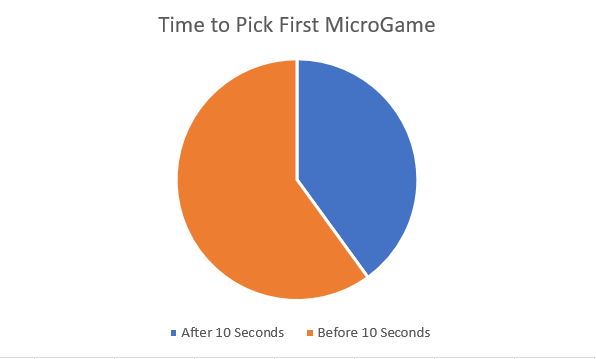 Time to Pick First MicroGame
After 10 Seconds Before 10 Seconds